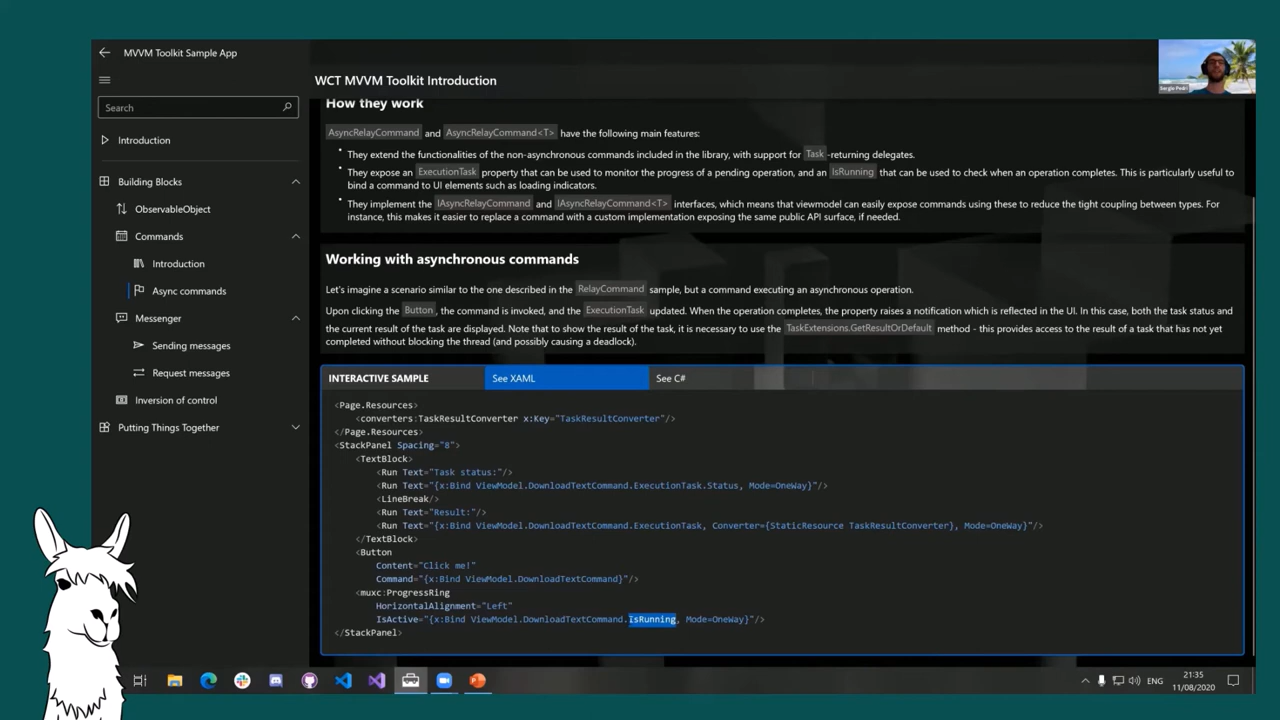 MVVM Toolkit Sample App
Search
Introduction
Building Blocks
ObservableObject
Commands
Introduction
Async commands
Messenger
Sending messages
Request messages
Inversion of control
Putting Things Together
WCT MVVM Toolkit Introduction
Sergio Pedri
How they work
AsyncRelayCommand and AsyncRelayCommand<T> have the following main features:
• They extend the functionalities of the non-asynchronous commands included in the library, with support for Task-returning delegates.
• They expose an ExecutionTask property that can be used to monitor the progress of a pending operation, and an IsRunning that can be used to check when an operation completes. This is particularly useful to
bind a command to UI elements such as loading indicators.
• They implement the IAsyncRelayCommand and IAsyncRelayCommand<T> interfaces, which means that viewmodel can easily expose commands using these to reduce the tight coupling between types. For
instance, this makes it easier to replace a command with a custom implementation exposing the same public API surface, if needed.
Working with asynchronous commands
Let's imagine a scenario similar to the one described in the RelayCommand sample, but a command executing an asynchronous operation.
Upon clicking the Button, the command is invoked, and the ExecutionTask updated. When the operation completes, the property raises a notification which is reflected in the UI. In this case, both the task status and
the current result of the task are displayed. Note that to show the result of the task, it is necessary to use the TaskExtensions.GetResultOrDefault method - this provides access to the result of a task that has not yet
completed without blocking the thread (and possibly causing a deadlock).
INTERACTIVE SAMPLE See XAML See C#
<Page.Resources>
<converters:TaskResultConverter x:Key="TaskResultConverter"/>
</Page.Resources>
<StackPanel Spacing="8">
<TextBlock>
<Run Text="Task status:"/>
<Run Text="{x:Bind ViewModel.DownloadTextCommand.ExecutionTask.Status, Mode=OneWay}"/>
<LineBreak/>
<Run Text="Result:"/>
<Run Text="{x:Bind ViewModel.DownloadTextCommand.ExecutionTask, Converter={StaticResource TaskResultConverter}, Mode=OneWay}"/>
</TextBlock>
<Button
Content="Click me!"
Command="{x:Bind ViewModel.DownloadTextCommand}"/>
<muxc:ProgressRing
HorizontalAlignment="Left"
IsActive="{x:Bind ViewModel.DownloadTextCommand.IsRunning, Mode=OneWay}"/>
</StackPanel>
ENG
21:35
11/08/2020